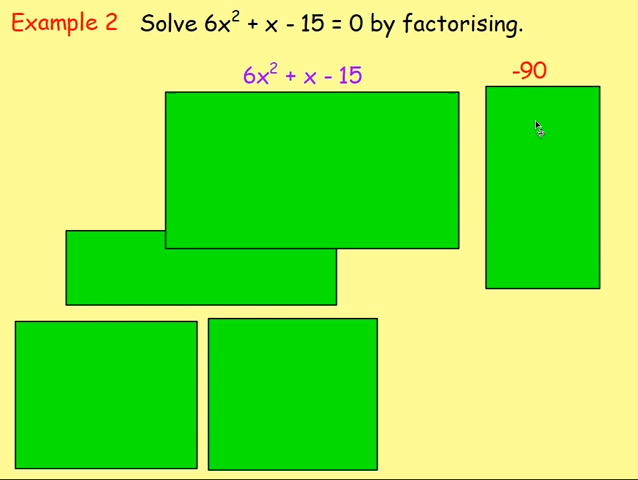 Example 2 Solve 6x² + x - 15 = 0 by factorising.
6x² + x - 15
-90